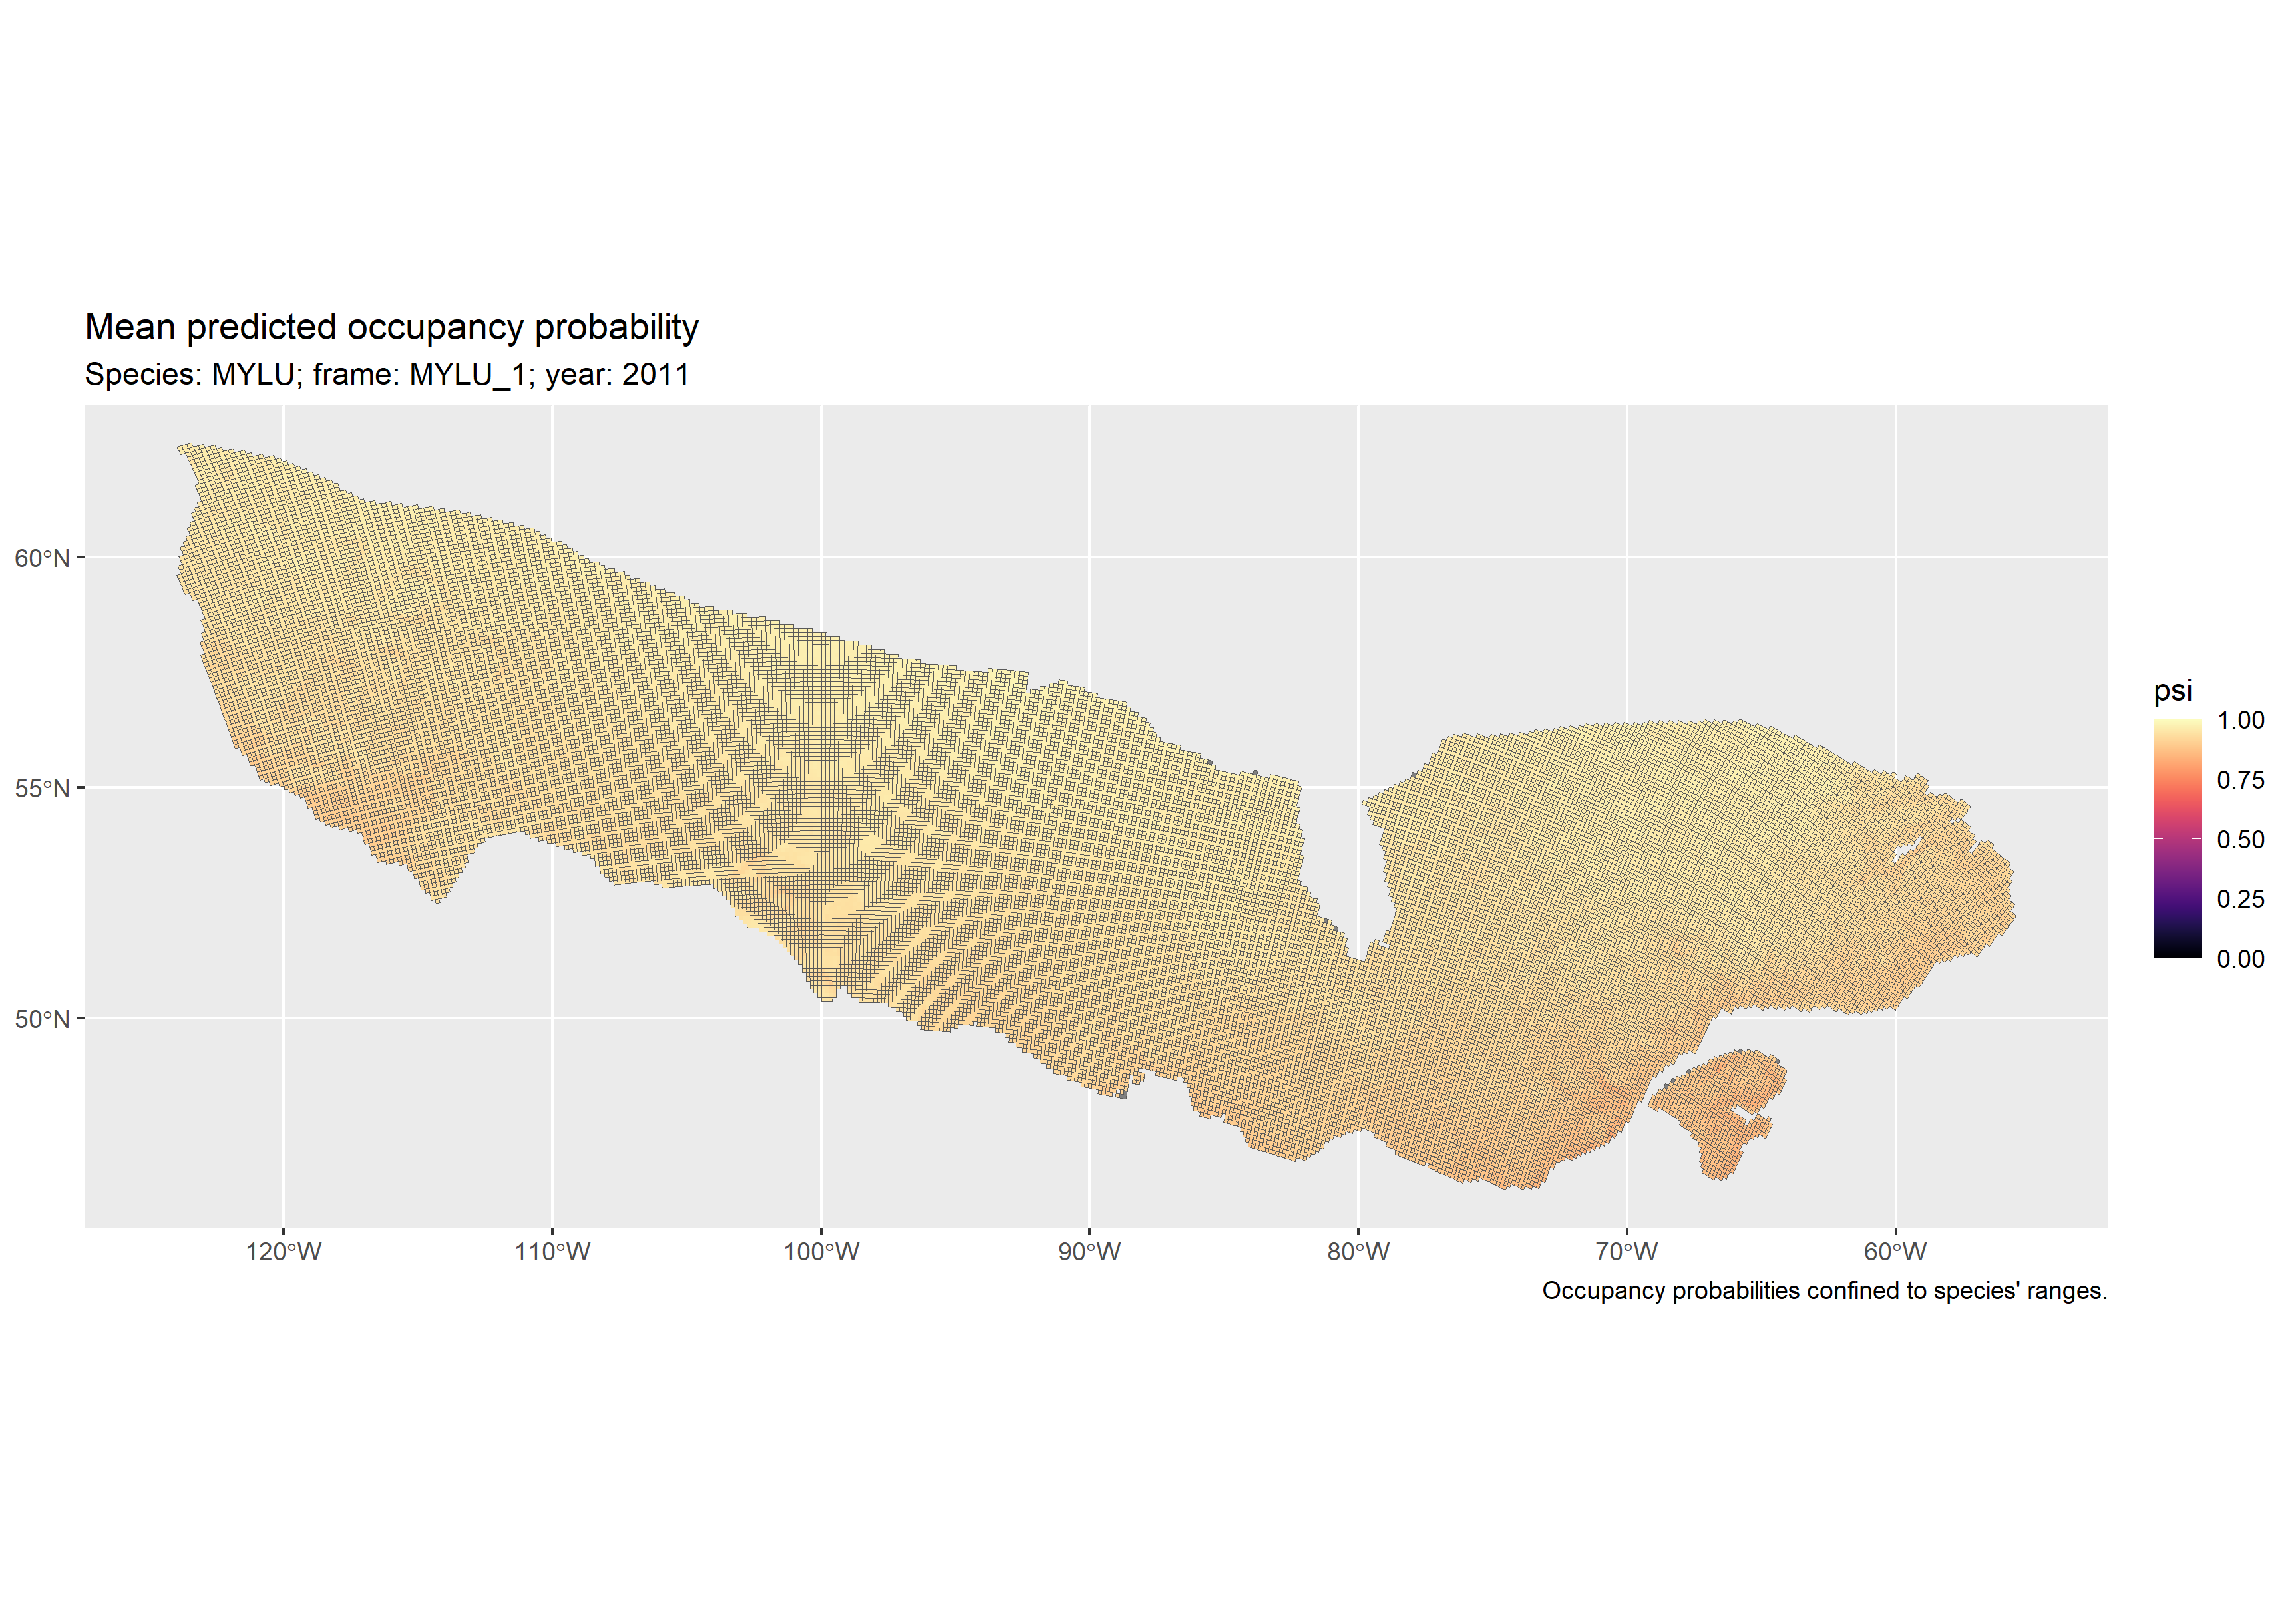 Mean predicted occupancy probability
Species: MYLU; frame: MYLU_1; year: 2011
60°N
55°N
50°N
120°W
110°W
100°W
90°W
80°W
70°W
60°W
psi
1.00
0.75
0.50
0.25
0.00
Occupancy probabilities confined to species' ranges.